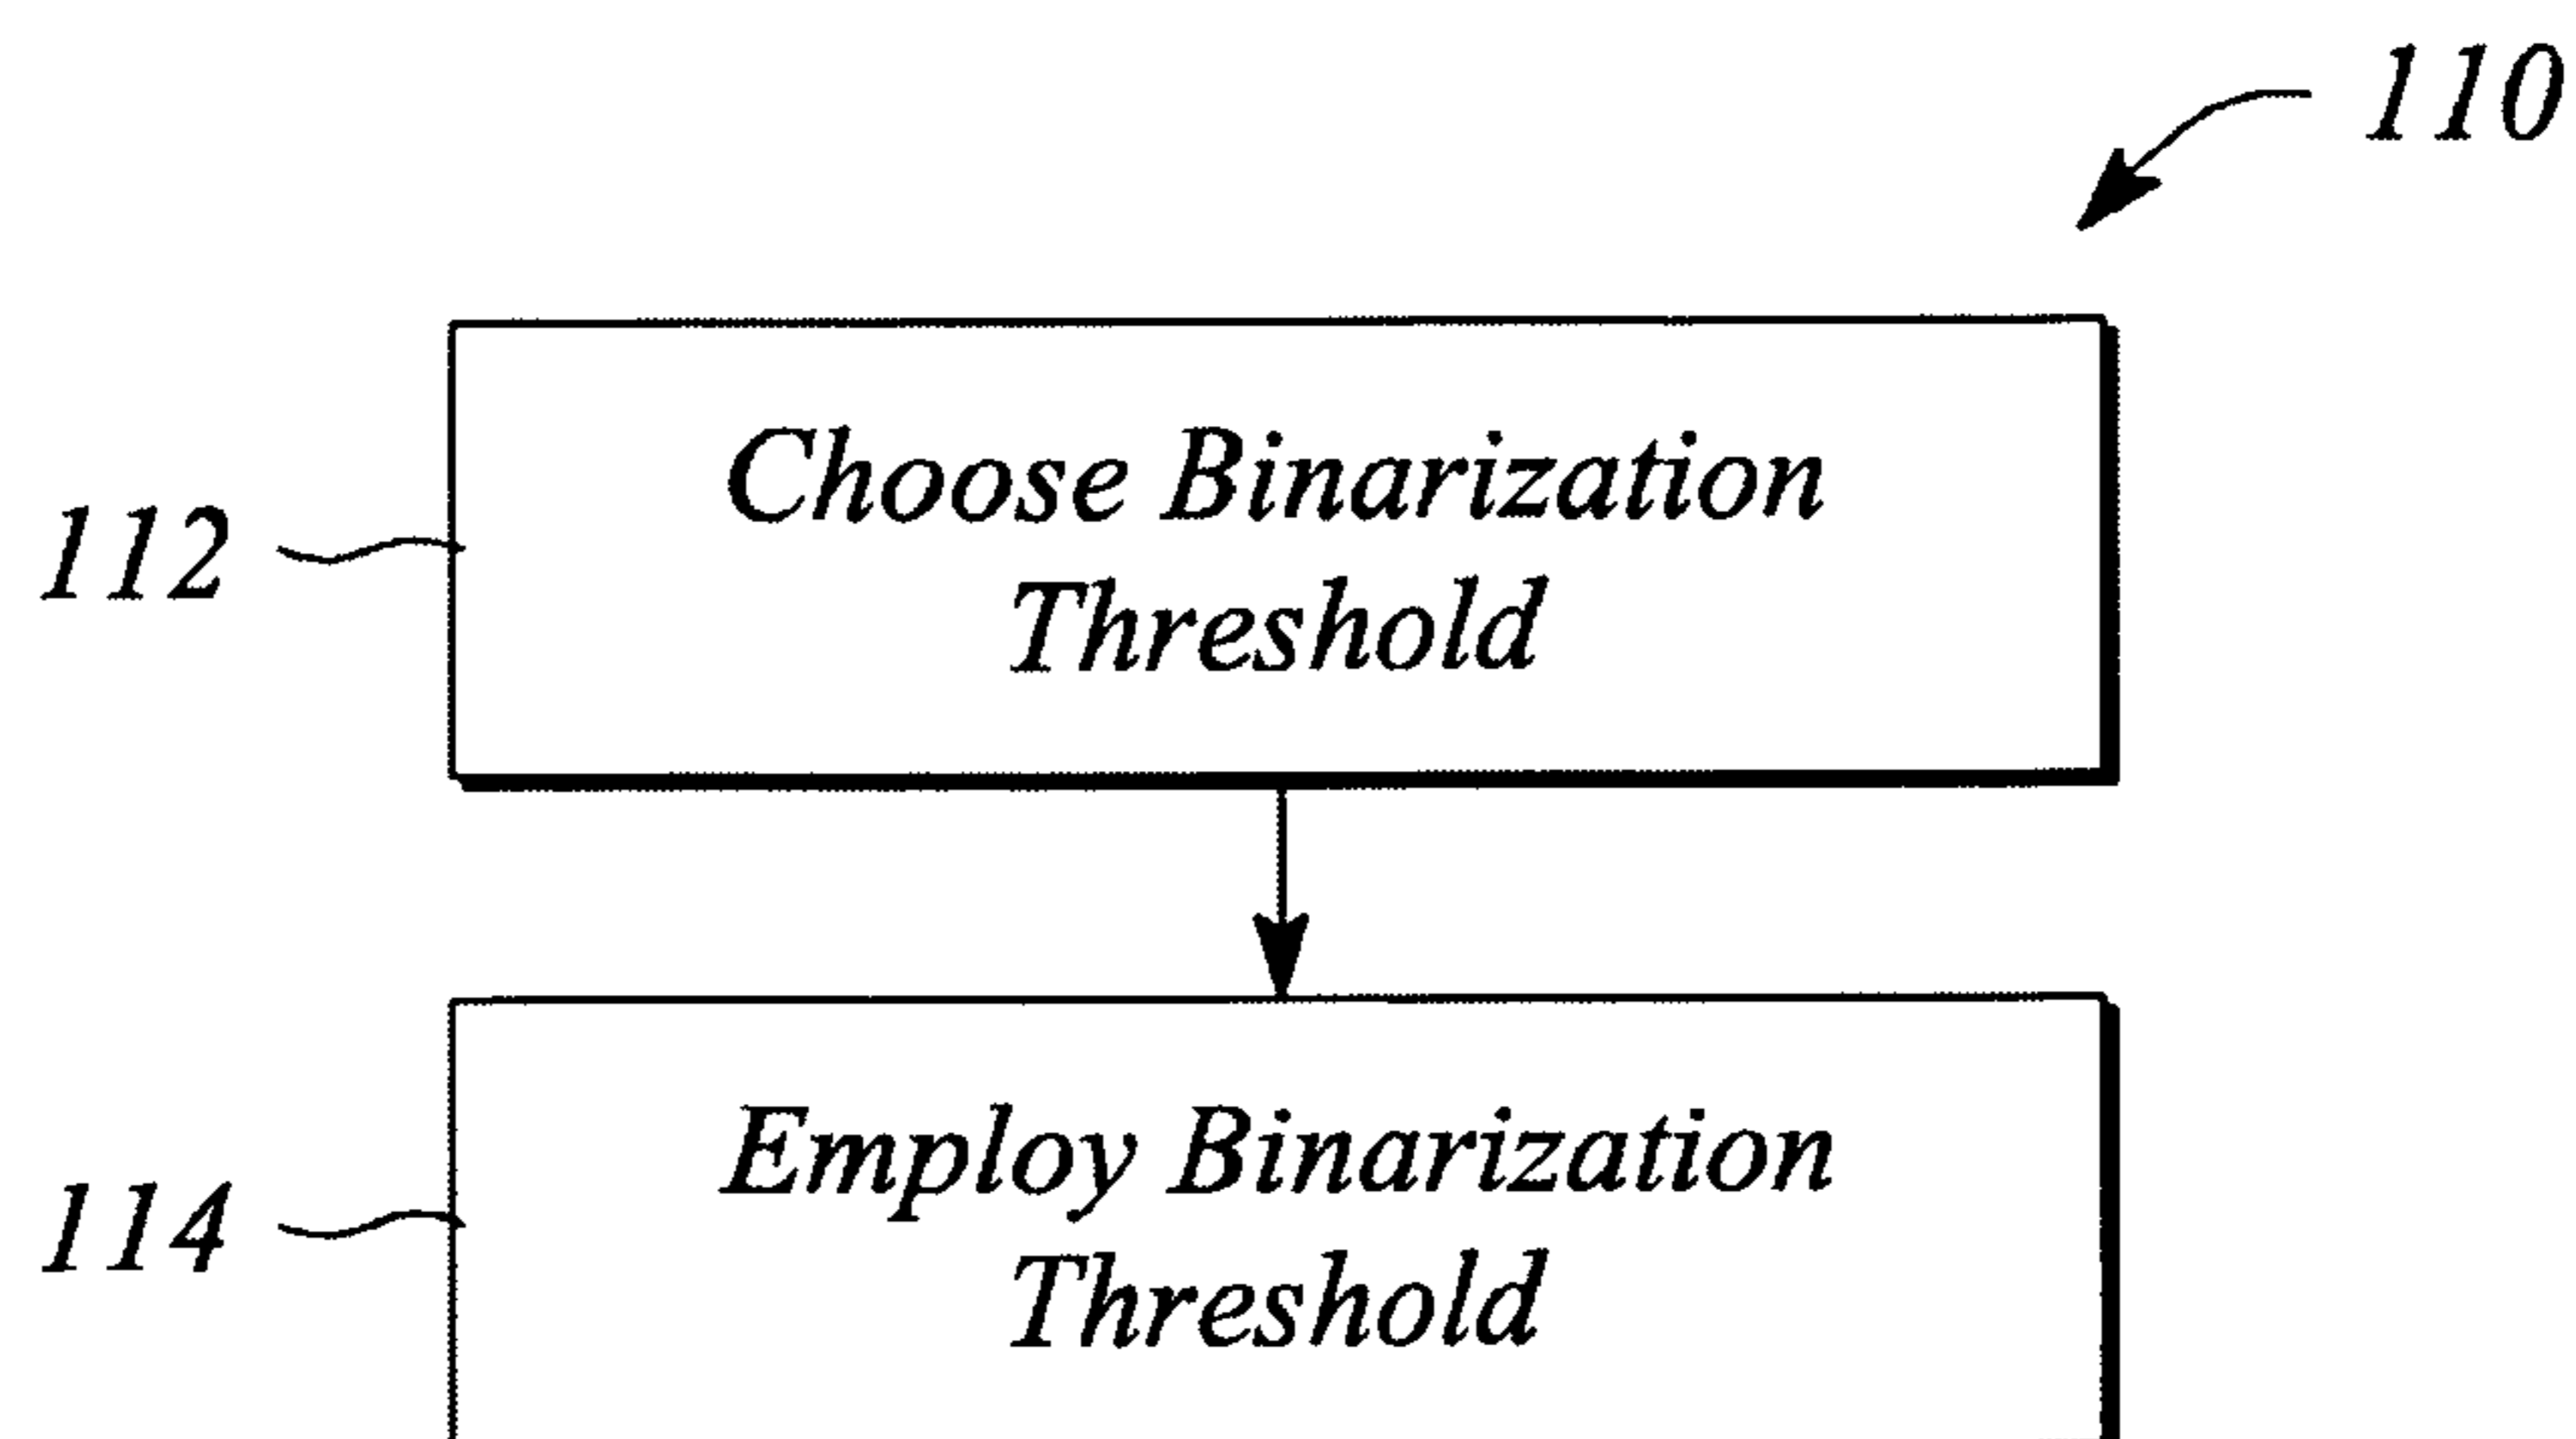 110
Choose Binarization
Threshold
112
Employ Binarization
Threshold
114